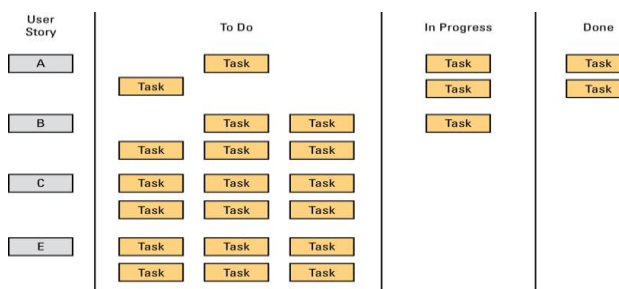 User Story To Do In Progress Done
A Task Task Task
Task Task Task
B Task Task Task
Task Task Task
C Task Task Task
Task Task Task
E Task Task Task
Task Task Task